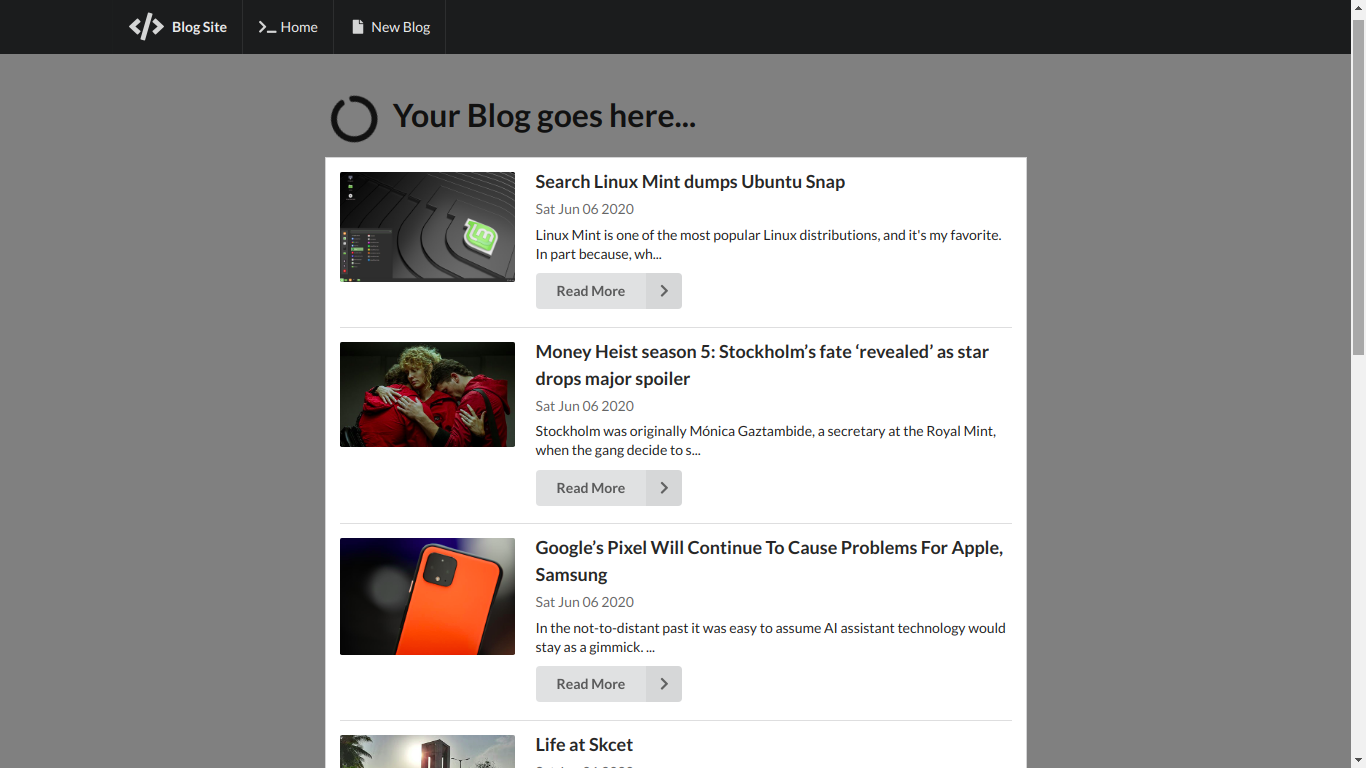 Blog Site
Home
New Blog
Your Blog goes here...
Search Linux Mint dumps Ubuntu Snap
Sat Jun 06 2020
Linux Mint is one of the most popular Linux distributions, and it's my favorite.
In part because, wh...
Read More
Money Heist season 5: Stockholm’s fate ‘revealed’ as star
drops major spoiler
Sat Jun 06 2020
Stockholm was originally Mónica Gaztambide, a secretary at the Royal Mint,
when the gang decide to s...
Read More
Google’s Pixel Will Continue To Cause Problems For Apple,
Samsung
Sat Jun 06 2020
In the not-to-distant past it was easy to assume AI assistant technology would
stay as a gimmick. ...
Read More
Life at Skcet